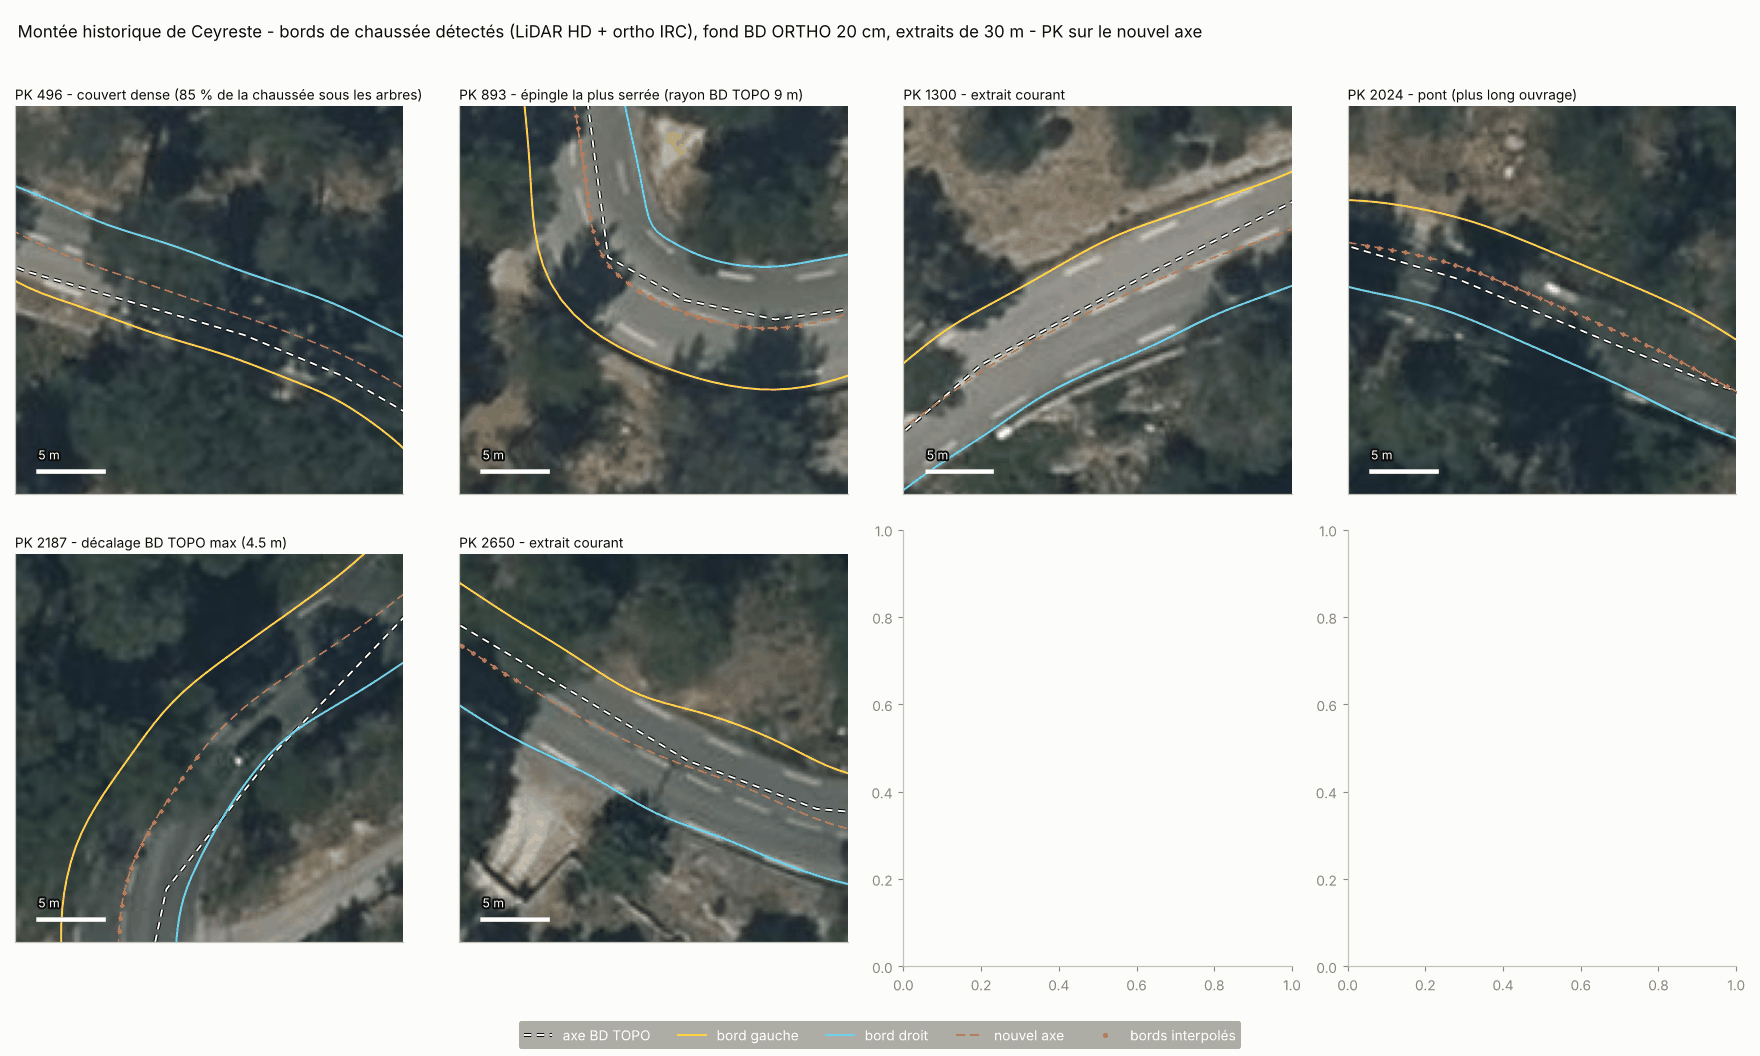 Montée historique de Ceyreste - bords de chaussée détectés (LiDAR HD + ortho IRC), fond BD ORTHO 20 cm, extraits de 30 m - PK sur le nouvel axe
PK 496 - couvert dense (85 % de la chaussée sous les arbres)
PK 893 - épingle la plus serrée (rayon BD TOPO 9 m)
PK 1300 - extrait courant
PK 2024 - pont (plus long ouvrage)
5 m
5 m
5 m
5 m
PK 2187 - décalage BD TOPO max (4.5 m)
PK 2650 - extrait courant
5 m
5 m
1.0
0.8
0.6
0.4
0.2
0.0
0.0 0.2 0.4 0.6 0.8 1.0
1.0
0.8
0.6
0.4
0.2
0.0
0.0 0.2 0.4 0.6 0.8 1.0
axe BD TOPO bord gauche bord droit nouvel axe bords interpolés